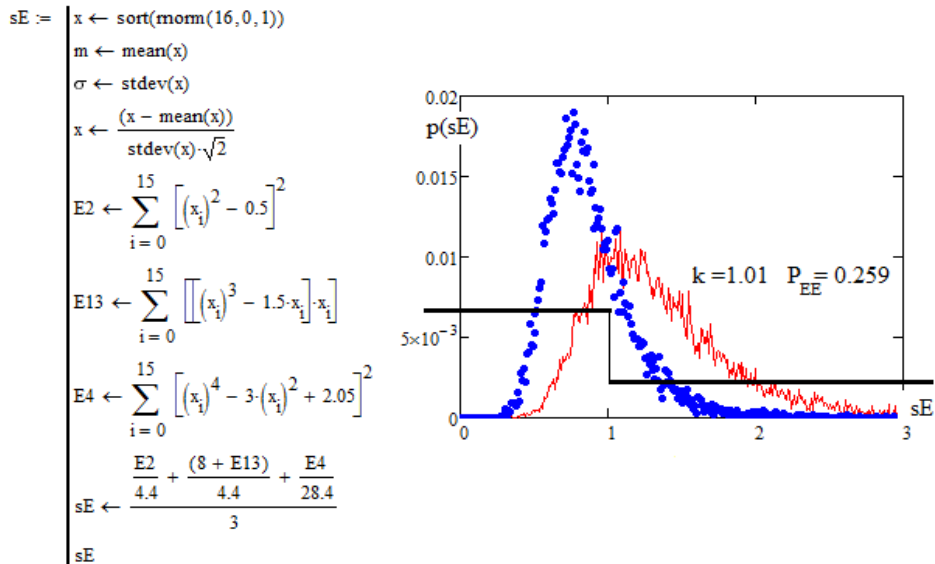 sE := x ← sort(rnorm(16,0,1))
m ← mean(x)
σ ← stdev(x)
x ← (x − mean(x)) / stdev(x)·√2
E2 ← ∑ i = 0 15 [(x_i)^2 − 0.5]^2
E13 ← ∑ i = 0 15 [[[(x_i)^3 − 1.5·x_i]·x_i]
E4 ← ∑ i = 0 15 [(x_i)^4 − 3·(x_i)^2 + 2.05]^2
sE ← (E2 / 4.4 + (8 + E13) / 4.4 + E4 / 28.4) / 3
sE
0.02
p(sE)
0.015
0.01
k =1.01 P_EE = 0.259
5×10^−3
0
sE
0 1 2 3